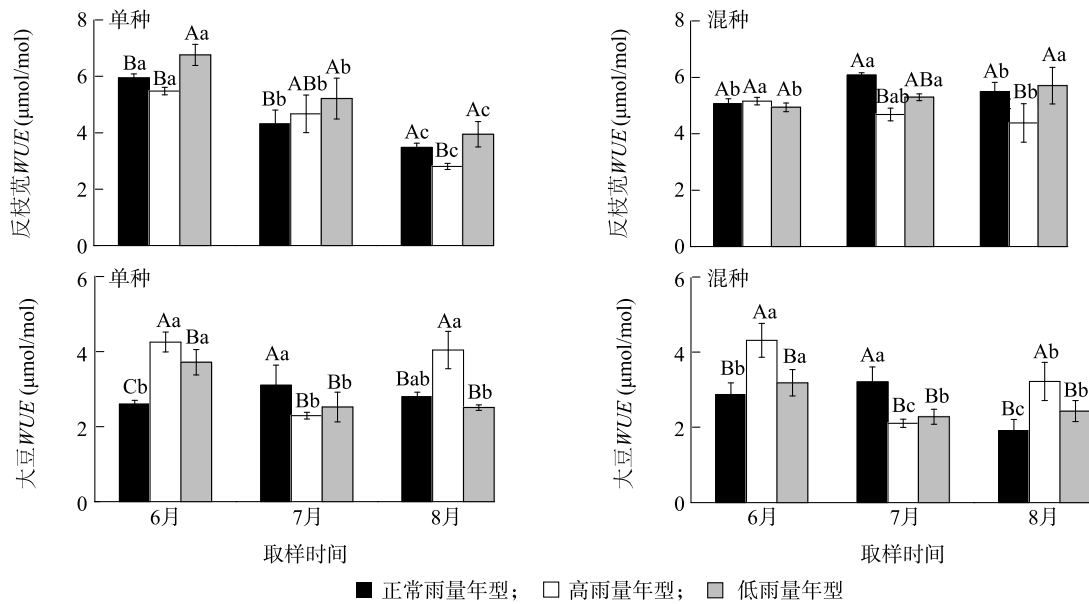 单种
反枝苋WUE (μmol/mol)
8
6
4
2
0
Ba Ba Aa
Bb ABb Ab
Ac Bc Ac
混种
反枝苋WUE (μmol/mol)
8
6
4
2
0
Ab Aa Ab
Aa Bab ABa
Ab Bb Aa
单种
大豆WUE (μmol/mol)
6
4
2
0
Cb Aa Ba
Aa Bb Bb
Bab Aa Bb
6月 7月 8月
取样时间
混种
大豆WUE (μmol/mol)
6
4
2
0
Bb Aa Ba
Aa Bc Bb
Bc Ab Bb
6月 7月 8月
取样时间
正常雨量年型； 高雨量年型； 低雨量年型